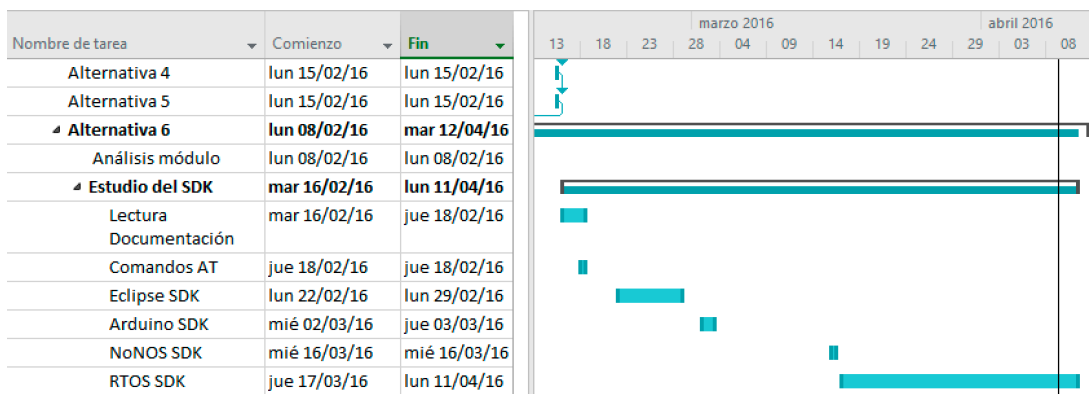 marzo 2016 abril 2016
Nombre de tarea Comienzo Fin 13 18 23 28 04 09 14 19 24 29 03 08
Alternativa 4 lun 15/02/16 lun 15/02/16
Alternativa 5 lun 15/02/16 lun 15/02/16
Alternativa 6 lun 08/02/16 mar 12/04/16
Análisis módulo lun 08/02/16 lun 08/02/16
Estudio del SDK mar 16/02/16 lun 11/04/16
Lectura mar 16/02/16 jue 18/02/16
Documentación
Comandos AT jue 18/02/16 jue 18/02/16
Eclipse SDK lun 22/02/16 lun 29/02/16
Arduino SDK mié 02/03/16 jue 03/03/16
NoNOS SDK mié 16/03/16 mié 16/03/16
RTOS SDK jue 17/03/16 lun 11/04/16